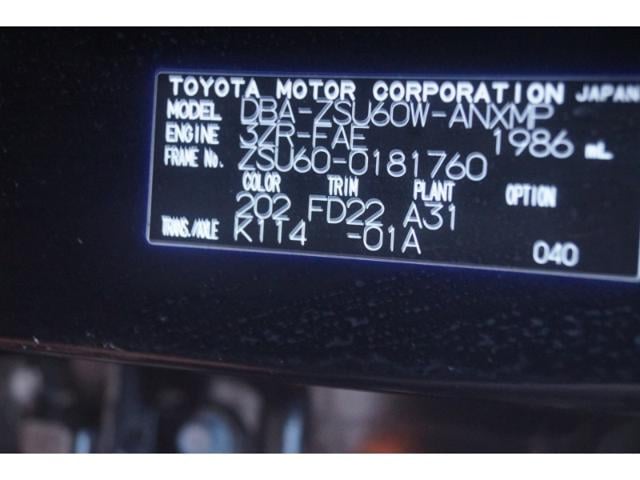 TOYOTA MOTOR CORPORATION JAPAN
MODEL DBA-ZSU60W-ANXMP
ENGINE 3ZR-FAE 1986 mL
FRAME No. ZSU60-0181760
COLOR TRIM PLANT OPTION
202 FD22 A31
TRANS./AXLE K114 -01A 040